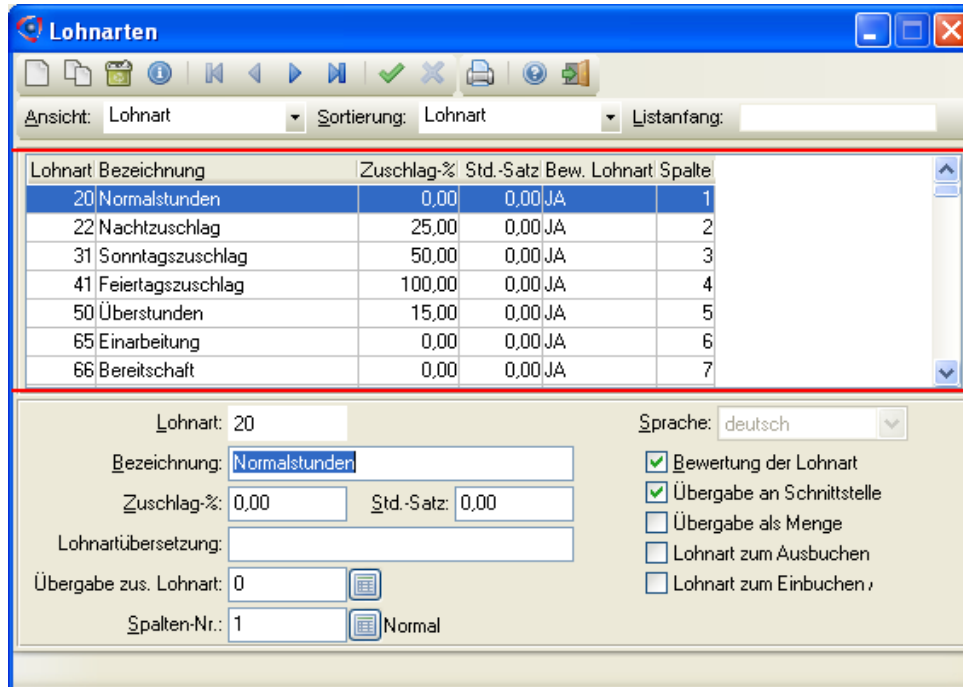 Lohnarten
Ansicht: Lohnart Sortierung: Lohnart Listanfang:
Lohnart Bezeichnung Zuschlag-% Std.-Satz Bew. Lohnart Spalte
20 Normalstunden 0,00 0,00 JA 1
22 Nachtzuschlag 25,00 0,00 JA 2
31 Sonntagszuschlag 50,00 0,00 JA 3
41 Feiertagszuschlag 100,00 0,00 JA 4
50 Überstunden 15,00 0,00 JA 5
65 Einarbeitung 0,00 0,00 JA 6
66 Bereitschaft 0,00 0,00 JA 7
Lohnart: 20 Sprache: deutsch
Bezeichnung: Normalstunden Bewertung der Lohnart
Zuschlag-%: 0,00 Std.-Satz: 0,00 Übergabe an Schnittstelle
Übergabe als Menge
Lohnartübersetzung: Lohnart zum Ausbuchen
Übergabe zus. Lohnart: 0 Lohnart zum Einbuchen
Spalten-Nr.: 1 Normal